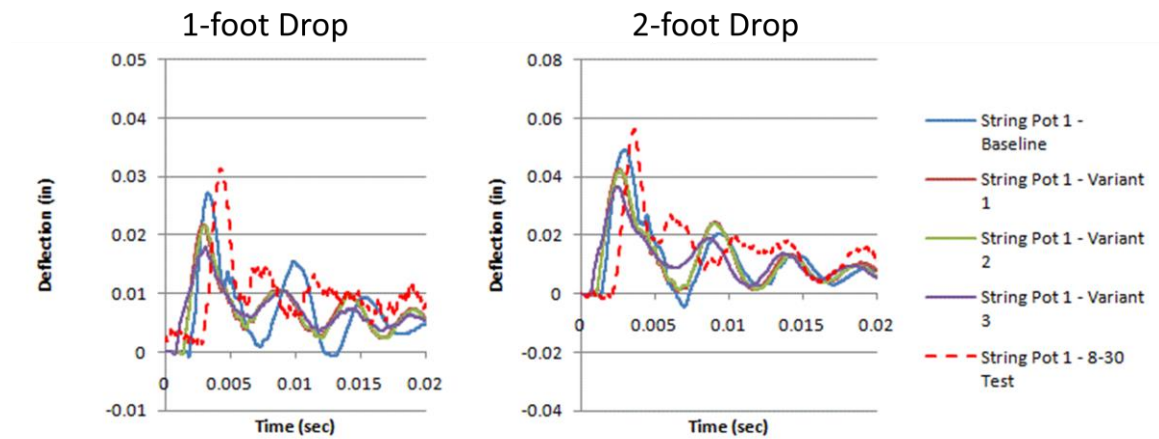 1-foot Drop
2-foot Drop
0.05
0.04
0.03
0.02
0.01
0
-0.01
0
0.005
0.01
0.015
0.02
Deflection (in)
Time (sec)
0.08
0.06
0.04
0.02
0
-0.02
-0.04
0
0.005
0.01
0.015
0.02
Deflection (in)
Time (sec)
String Pot 1 -
Baseline
String Pot 1 - Variant
1
String Pot 1 - Variant
2
String Pot 1 - Variant
3
String Pot 1 - 8-30
Test